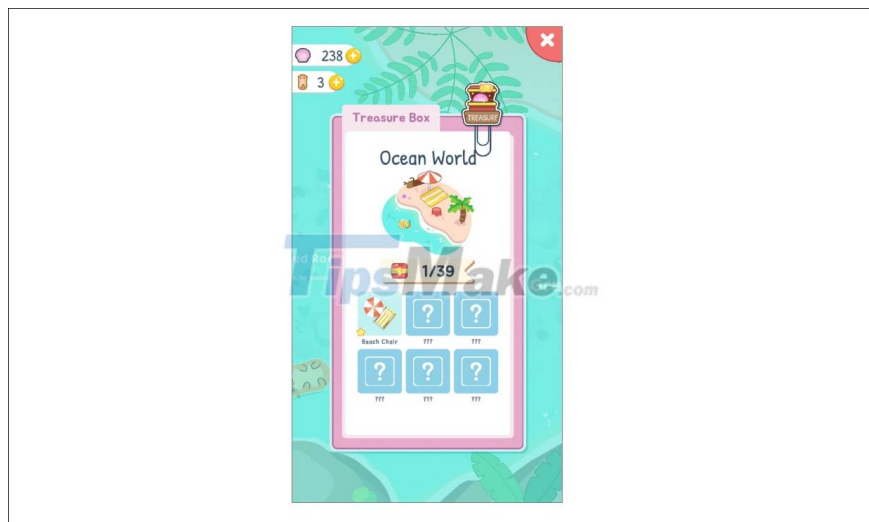 238
3
Treasure Box
TREASURE
Ocean World
1/39
TipsMake.com
Beach Chair
???
???
???
???
???